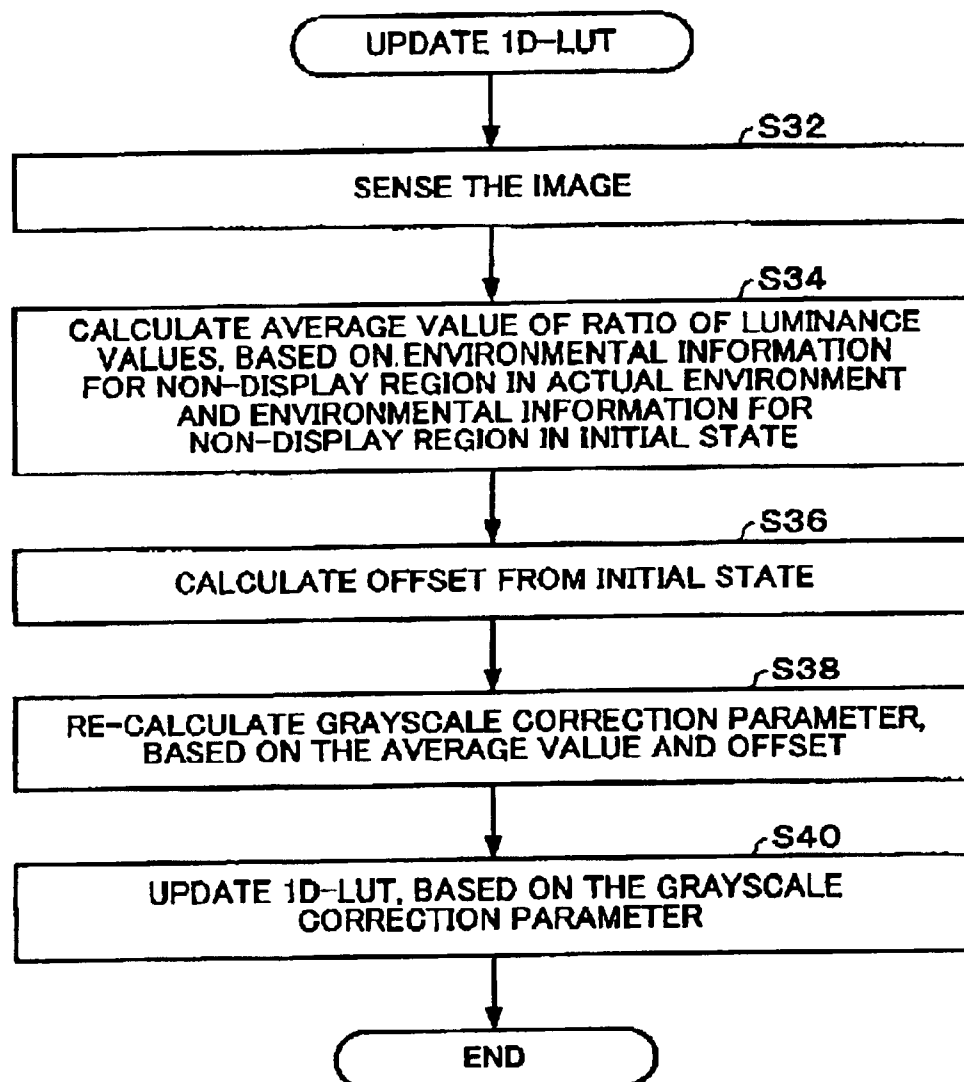 UPDATE 1D-LUT
S32
SENSE THE IMAGE
S34
CALCULATE AVERAGE VALUE OF RATIO OF LUMINANCE
VALUES, BASED ON ENVIRONMENTAL INFORMATION
FOR NON-DISPLAY REGION IN ACTUAL ENVIRONMENT
AND ENVIRONMENTAL INFORMATION FOR
NON-DISPLAY REGION IN INITIAL STATE
S36
CALCULATE OFFSET FROM INITIAL STATE
S38
RE-CALCULATE GRAYSCALE CORRECTION PARAMETER,
BASED ON THE AVERAGE VALUE AND OFFSET
S40
UPDATE 1D-LUT, BASED ON THE GRAYSCALE
CORRECTION PARAMETER
END